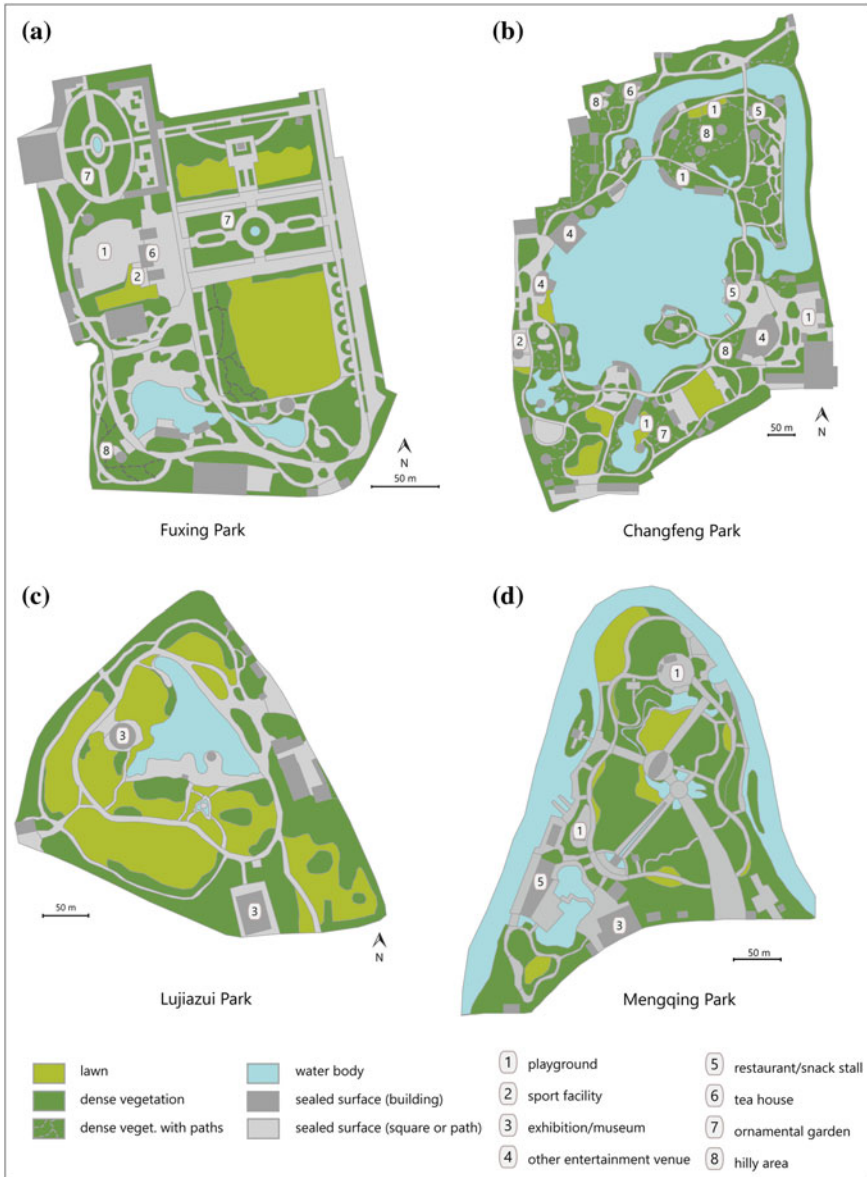 (a)
7
7
1
6
2
8
N
50 m
Fuxing Park
(b)
6
8
1
5
8
1
4
4
5
1
4
2
8
1
7
N
50 m
Changfeng Park
(c)
3
3
50 m
N
Lujiazui Park
(d)
1
1
5
3
50 m
Mengqing Park
lawn
dense vegetation
dense veget. with paths
water body
sealed surface (building)
sealed surface (square or path)
1 playground
2 sport facility
3 exhibition/museum
4 other entertainment venue
5 restaurant/snack stall
6 tea house
7 ornamental garden
8 hilly area